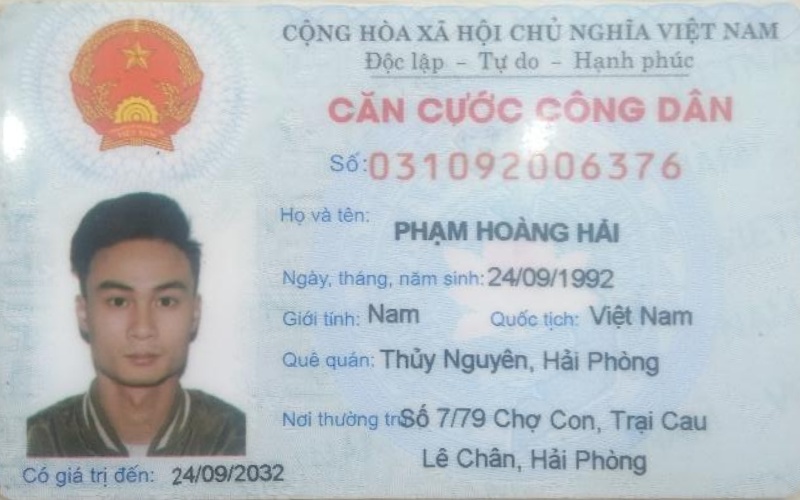 CỘNG HÒA XÃ HỘI CHỦ NGHĨA VIỆT NAM
Độc lập - Tự do - Hạnh phúc
CĂN CƯỚC CÔNG DÂN
Số: 031092006376
Họ và tên: PHẠM HOÀNG HẢI
Ngày, tháng, năm sinh: 24/09/1992
Giới tính: Nam Quốc tịch: Việt Nam
Quê quán: Thủy Nguyên, Hải Phòng
Nơi thường trú: Số 7/79 Chợ Con, Trại Cau
Lê Chân, Hải Phòng
Có giá trị đến: 24/09/2032